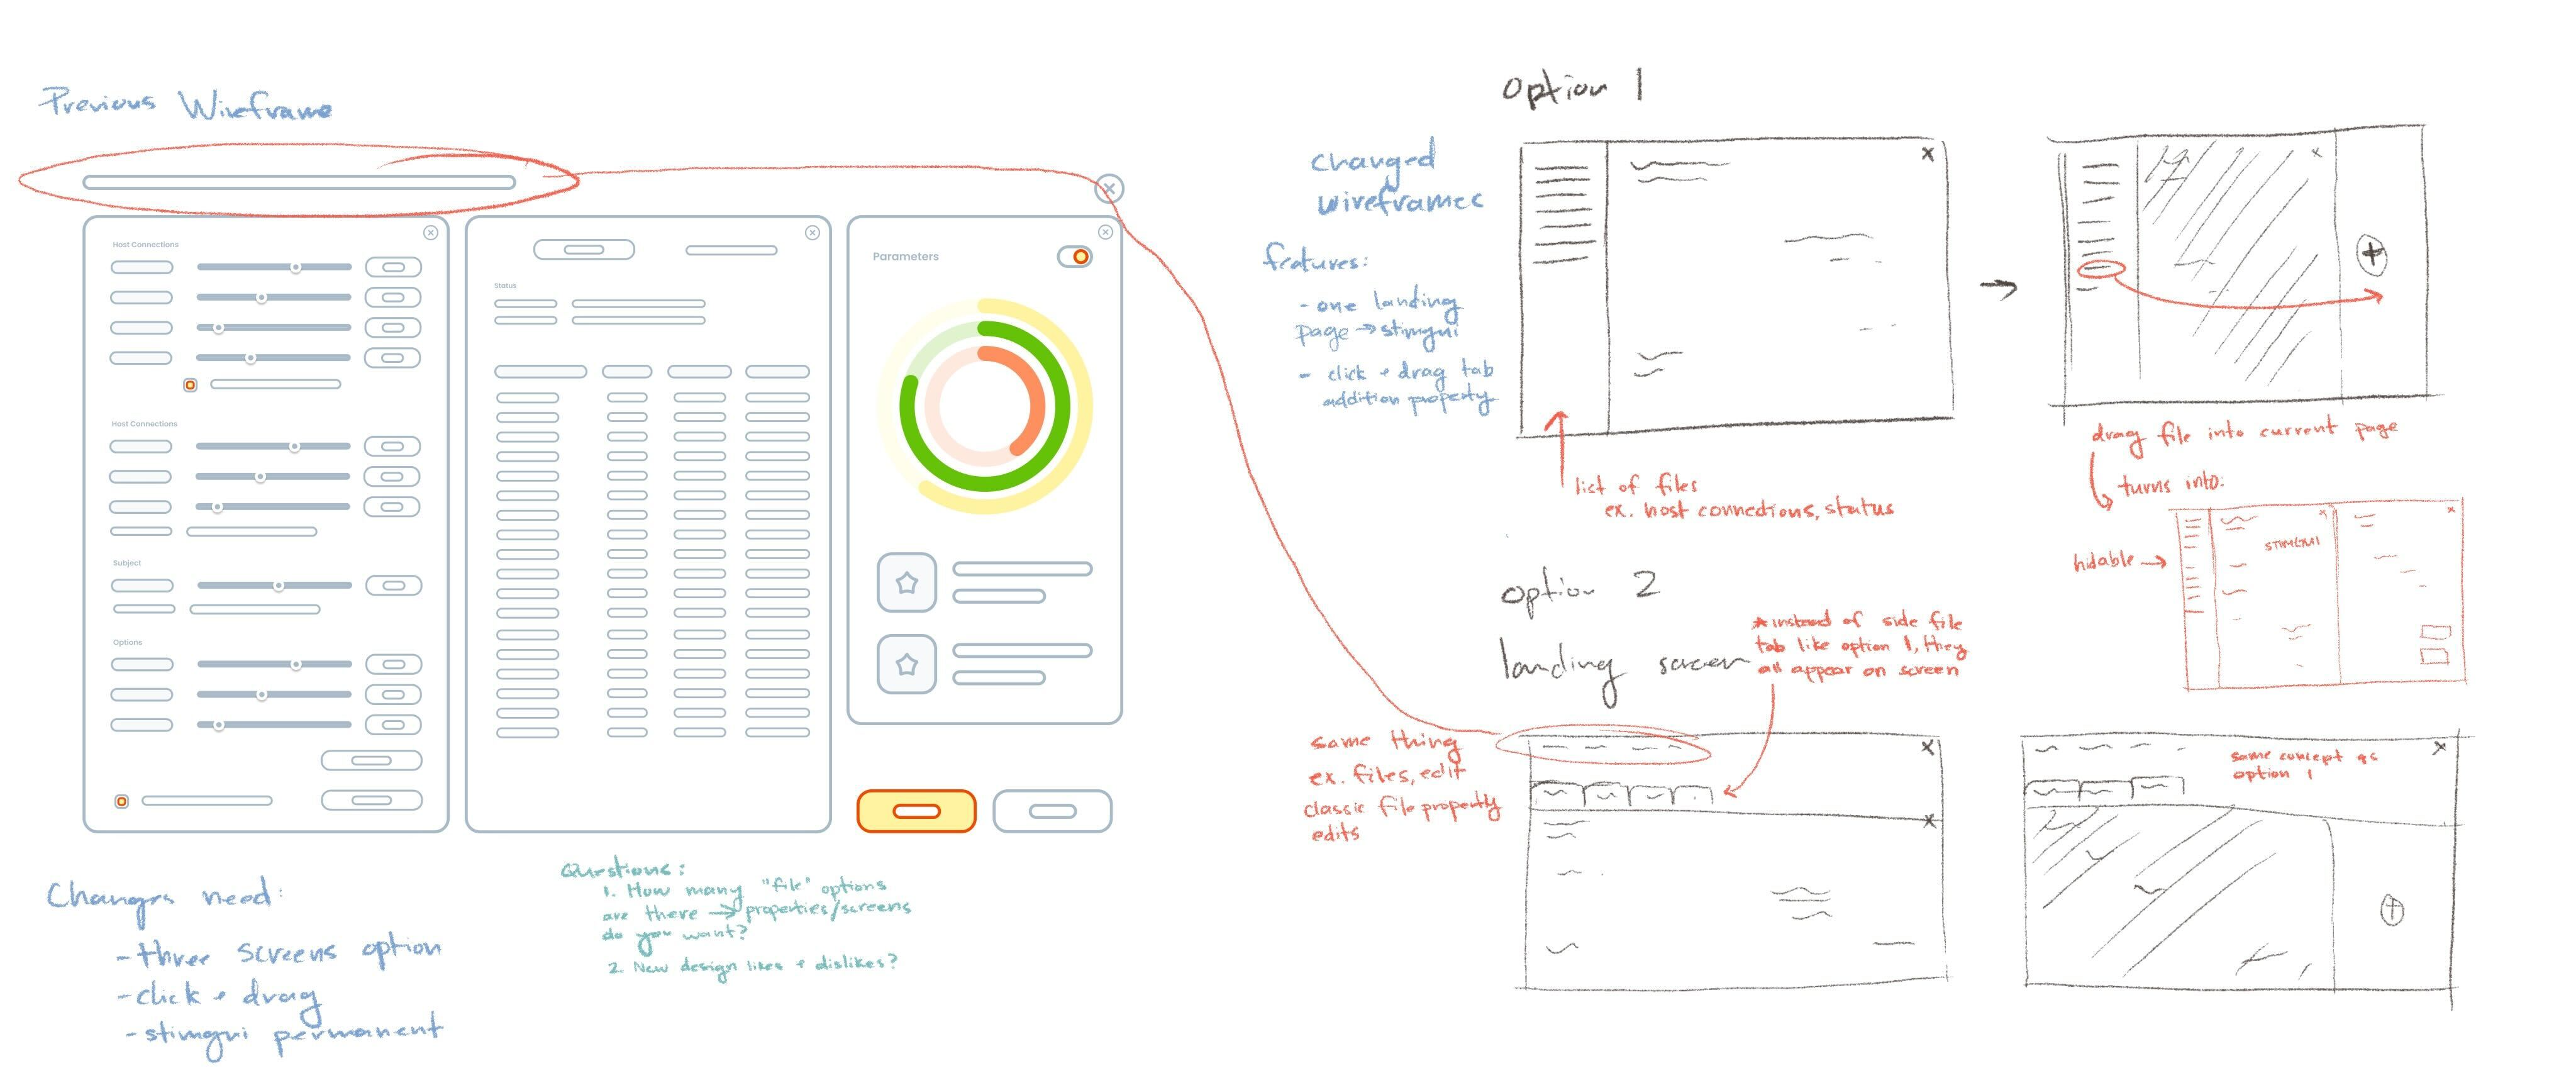 Previous Wireframe
Host Connections
Host Connections
Subject
Options
Status
Parameters
Changes need:
- three screens option
- click + drag
- stimgui permanent
Questions:
1. How many "file" options
are there → properties/screens
do you want?
2. New design likes + dislikes?
changed
wireframes
features:
- one landing
page → stimgui
- click + drag tab
addition property
Option 1
list of files
ex. host connections, status
drag file into current page
turns into:
hidable →
STIMGUI
option 2
landing screen
* instead of side file
tab like option 1, they
all appear on screen
same thing
ex. files, edit
classic file property
edits
same concept as
option 1